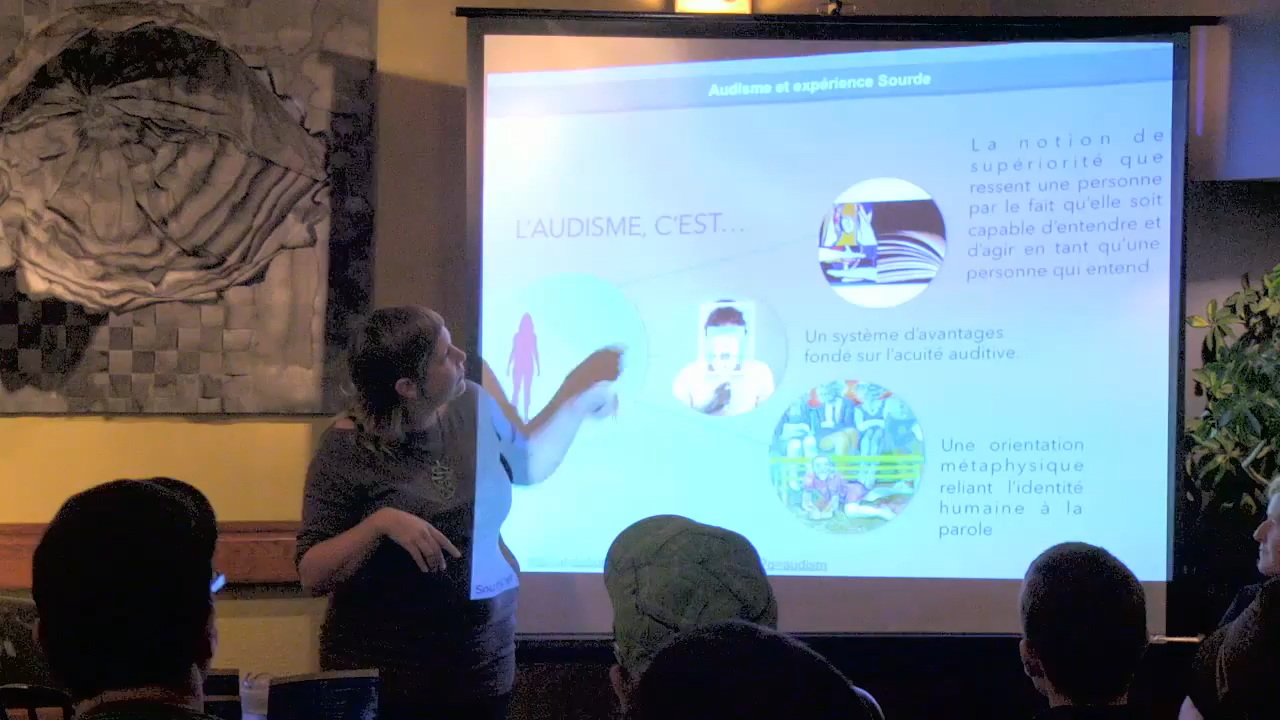 Audisme et expérience Sourde
L'AUDISME, C'EST...
La notion de
supériorité que
ressent une personne
par le fait qu'elle soit
capable d'entendre et
d'agir en tant qu'une
personne qui entend
Un système d'avantages
fondé sur l'acuité auditive.
Une orientation
métaphysique
reliant l'identité
humaine à la
parole
?q=audism